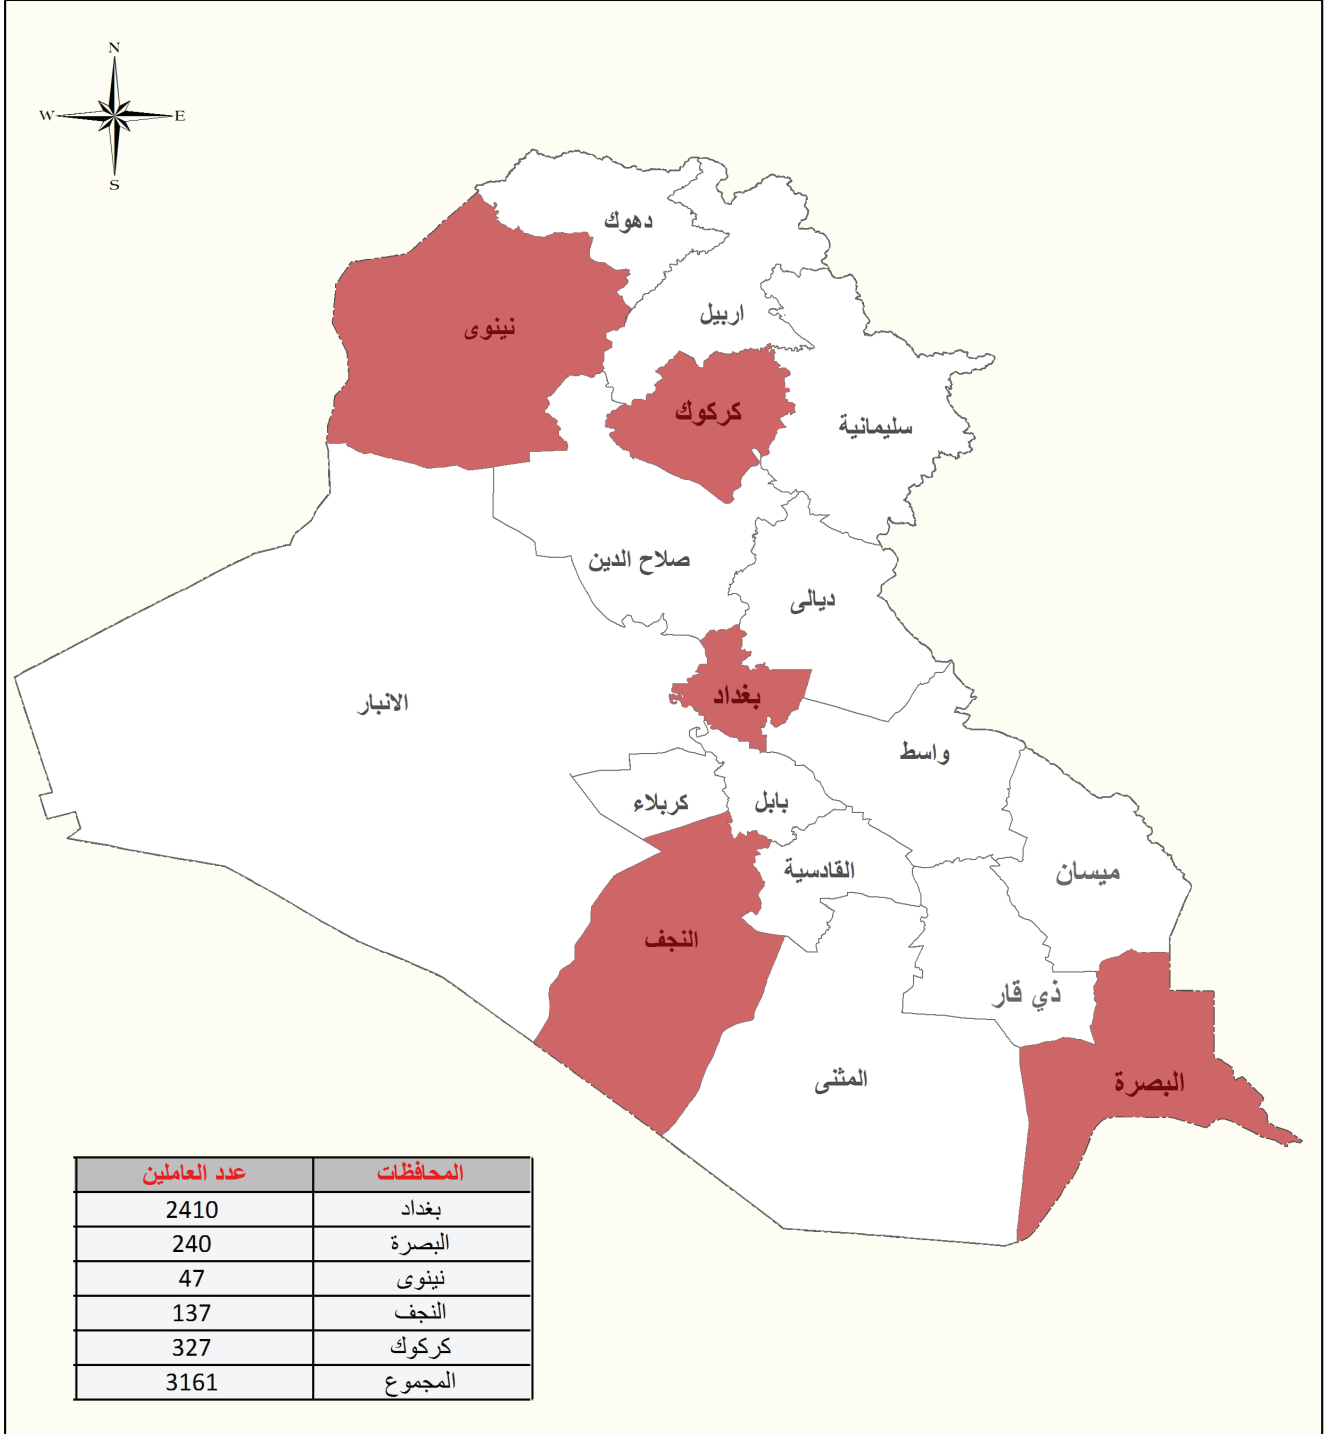 N
W E
S
دهوك
نينوى
اربيل
كركوك
سليمانية
صلاح الدين
ديالى
بغداد
الانبار
واسط
بابل
كربلاء
القادسية
ميسان
النجف
ذي قار
المثنى
البصرة
المحافظات عدد العاملين
بغداد 2410
البصرة 240
نينوى 47
النجف 137
كركوك 327
المجموع 3161